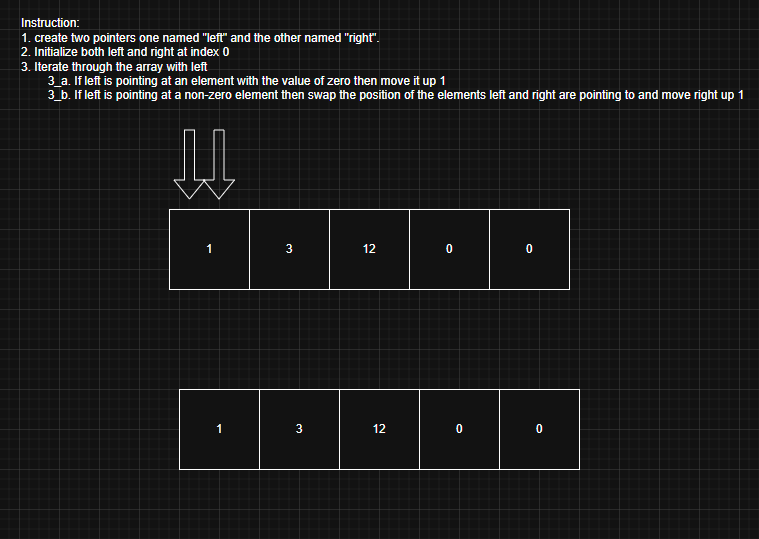 Instruction:
1. create two pointers one named "left" and the other named "right".
2. Initialize both left and right at index 0
3. Iterate through the array with left
3_a. If left is pointing at an element with the value of zero then move it up 1
3_b. If left is pointing at a non-zero element then swap the position of the elements left and right are pointing to and move right up 1
1 3 12 0 0
1 3 12 0 0